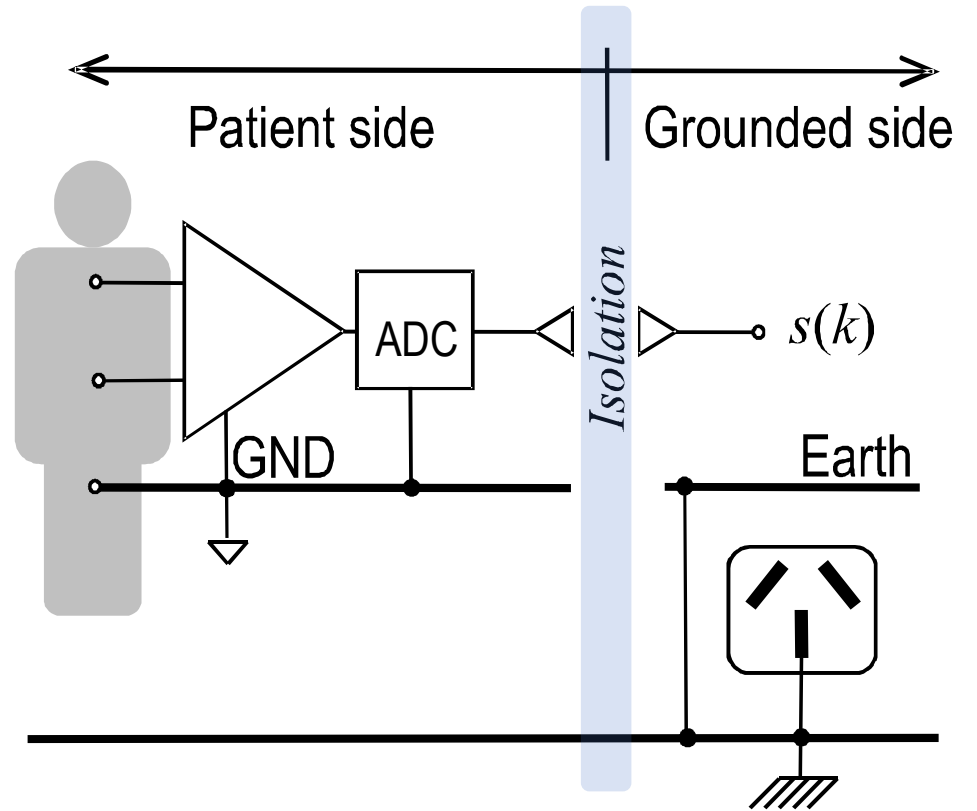 Patient side
Grounded side
Isolation
ADC
s(k)
GND
Earth